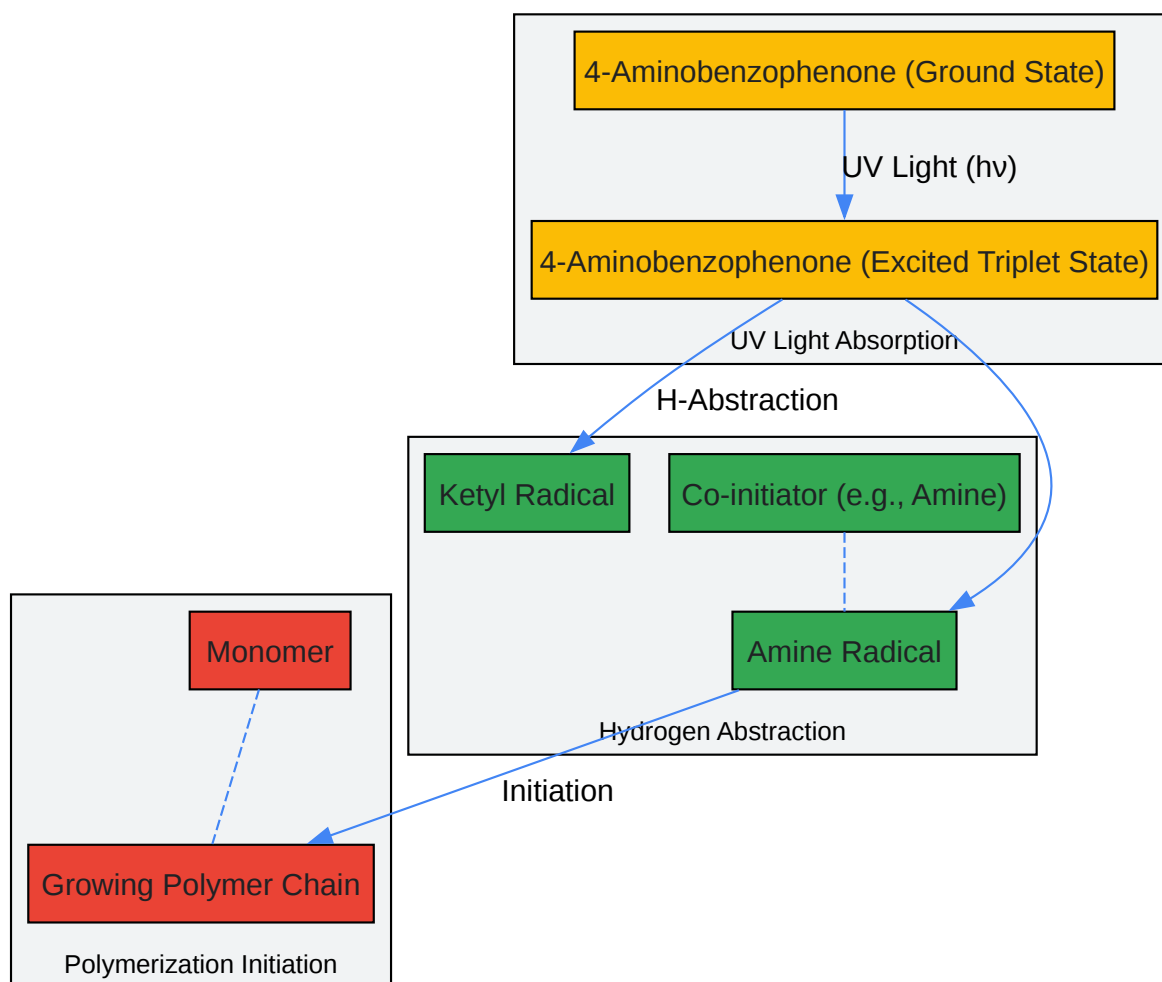 4-Aminobenzophenone (Ground State)
UV Light (hν)
4-Aminobenzophenone (Excited Triplet State)
UV Light Absorption
H-Abstraction
Ketyl Radical
Co-initiator (e.g., Amine)
Amine Radical
Hydrogen Abstraction
Monomer
Initiation
Growing Polymer Chain
Polymerization Initiation